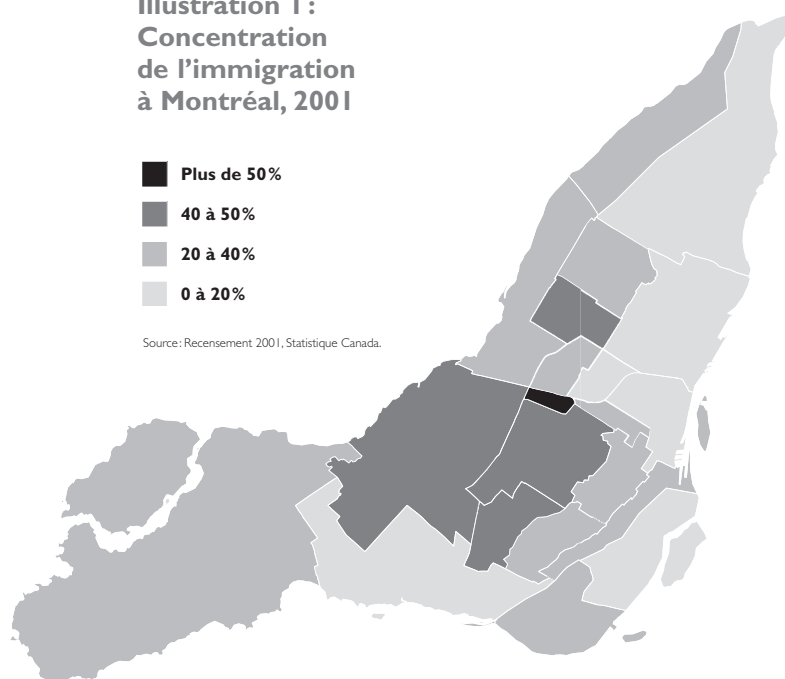 Illustration 1 :
Concentration
de l’immigration
à Montréal, 2001
Plus de 50 %
40 à 50 %
20 à 40 %
0 à 20 %
Source : Recensement 2001, Statistique Canada.